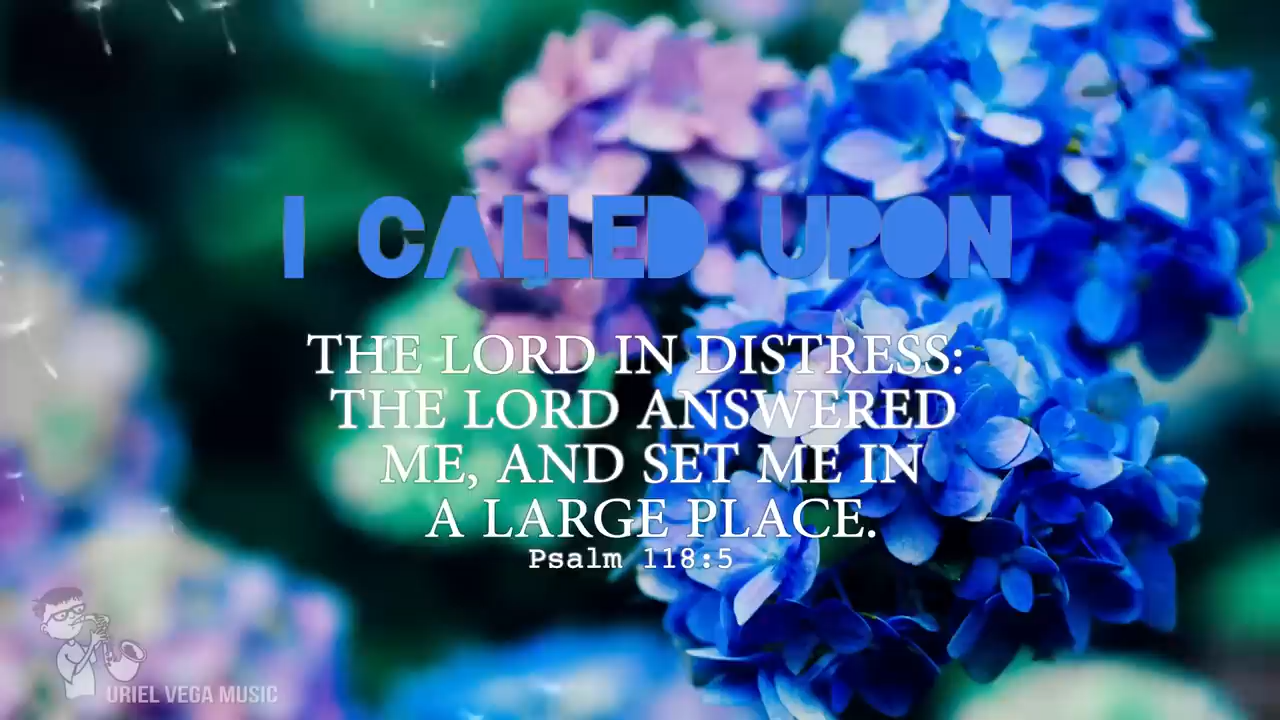 I CALLED UPON
THE LORD IN DISTRESS:
THE LORD ANSWERED
ME, AND SET ME IN
A LARGE PLACE.
Psalm 118:5
URIEL VEGA MUSIC